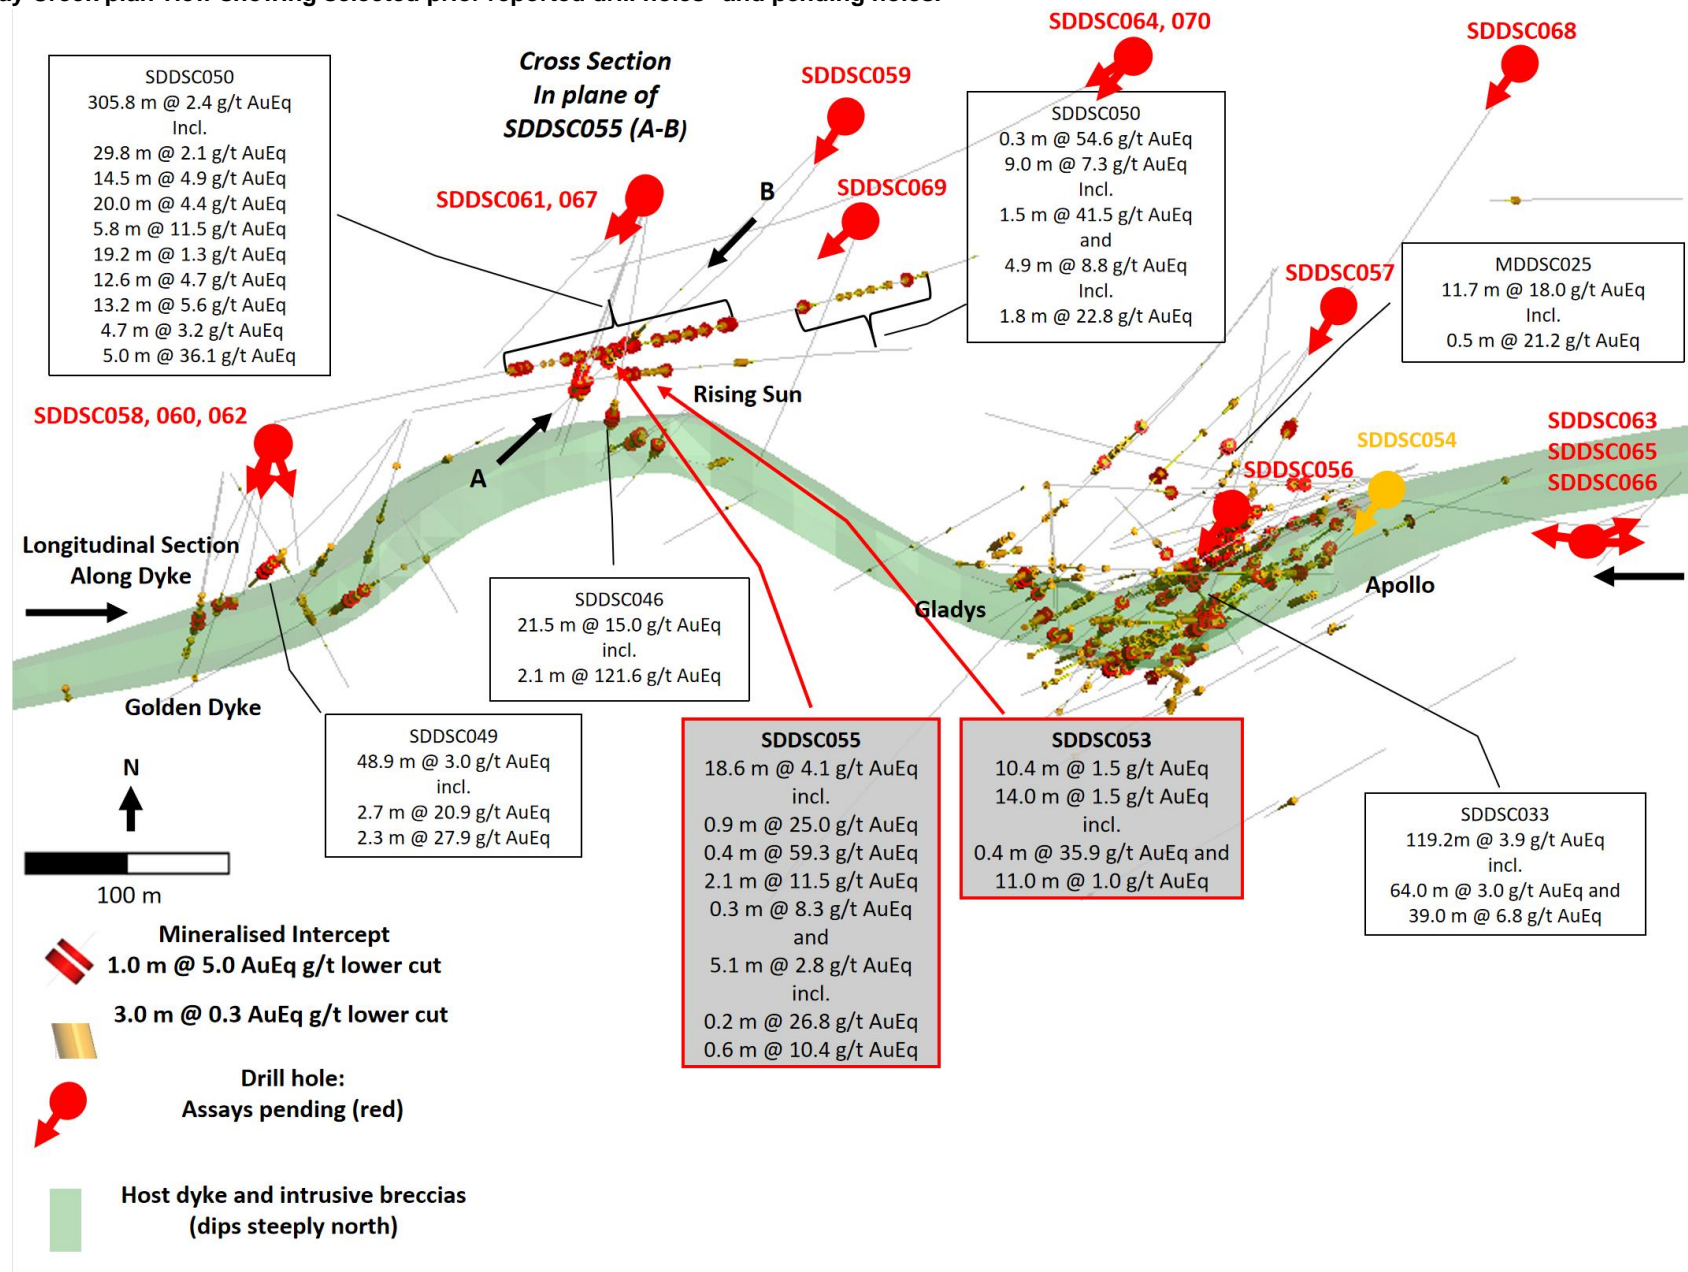 ay Creek plan view showing selected prior reported drill holes and pending holes.
SDDSC064, 070
SDDSC068
SDDSC050
305.8 m @ 2.4 g/t AuEq
Incl.
29.8 m @ 2.1 g/t AuEq
14.5 m @ 4.9 g/t AuEq
20.0 m @ 4.4 g/t AuEq
5.8 m @ 11.5 g/t AuEq
19.2 m @ 1.3 g/t AuEq
12.6 m @ 4.7 g/t AuEq
13.2 m @ 5.6 g/t AuEq
4.7 m @ 3.2 g/t AuEq
5.0 m @ 36.1 g/t AuEq
Cross Section
In plane of
SDDSC055 (A-B)
SDDSC059
SDDSC050
0.3 m @ 54.6 g/t AuEq
9.0 m @ 7.3 g/t AuEq
Incl.
1.5 m @ 41.5 g/t AuEq
and
4.9 m @ 8.8 g/t AuEq
Incl.
1.8 m @ 22.8 g/t AuEq
SDDSC061, 067
B
SDDSC069
SDDSC057
MDDSC025
11.7 m @ 18.0 g/t AuEq
Incl.
0.5 m @ 21.2 g/t AuEq
Rising Sun
SDDSC058, 060, 062
A
SDDSC054
SDDSC056
SDDSC063
SDDSC065
SDDSC066
Longitudinal Section
Along Dyke
Gladys
Apollo
SDDSC046
21.5 m @ 15.0 g/t AuEq
incl.
2.1 m @ 121.6 g/t AuEq
Golden Dyke
SDDSC049
48.9 m @ 3.0 g/t AuEq
incl.
2.7 m @ 20.9 g/t AuEq
2.3 m @ 27.9 g/t AuEq
SDDSC055
18.6 m @ 4.1 g/t AuEq
incl.
0.9 m @ 25.0 g/t AuEq
0.4 m @ 59.3 g/t AuEq
2.1 m @ 11.5 g/t AuEq
0.3 m @ 8.3 g/t AuEq
and
5.1 m @ 2.8 g/t AuEq
incl.
0.2 m @ 26.8 g/t AuEq
0.6 m @ 10.4 g/t AuEq
SDDSC053
10.4 m @ 1.5 g/t AuEq
14.0 m @ 1.5 g/t AuEq
incl.
0.4 m @ 35.9 g/t AuEq and
11.0 m @ 1.0 g/t AuEq
SDDSC033
119.2m @ 3.9 g/t AuEq
incl.
64.0 m @ 3.0 g/t AuEq and
39.0 m @ 6.8 g/t AuEq
N
100 m
Mineralised Intercept
1.0 m @ 5.0 AuEq g/t lower cut
3.0 m @ 0.3 AuEq g/t lower cut
Drill hole:
Assays pending (red)
Host dyke and intrusive breccias
(dips steeply north)